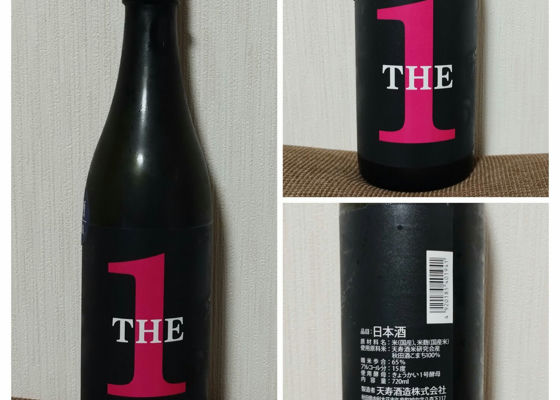 THE
1
THE
1
品目:日本酒
原材料名:米(国産)、米麹(国産米)
使用原料米:天寿酒米研究会産
秋田酒こまち100%
精米歩合:65%
アルコール分:15度
使用酵母:きょうかい1号酵母
内容量:720ml
製造者 天寿酒造株式会社